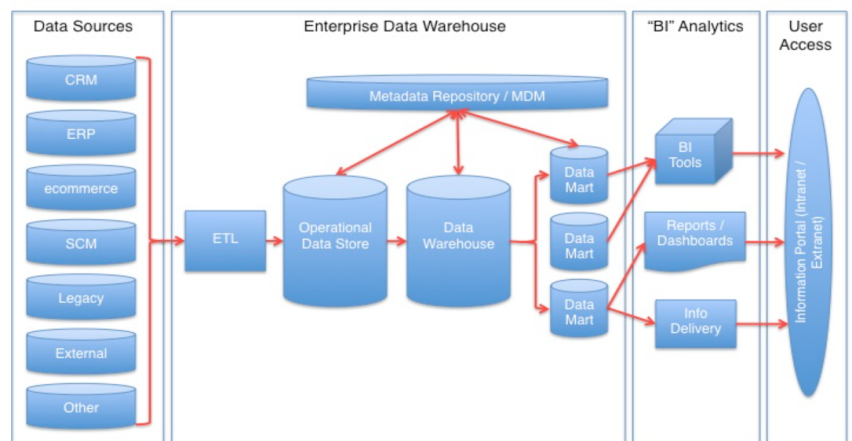 Data Sources
Enterprise Data Warehouse
“BI” Analytics
User
Access
CRM
ERP
ecommerce
SCM
Legacy
External
Other
ETL
Metadata Repository / MDM
Operational
Data Store
Data
Warehouse
Data
Mart
Data
Mart
Data
Mart
BI
Tools
Reports /
Dashboards
Info
Delivery
Information Portal (Intranet /
Extranet)